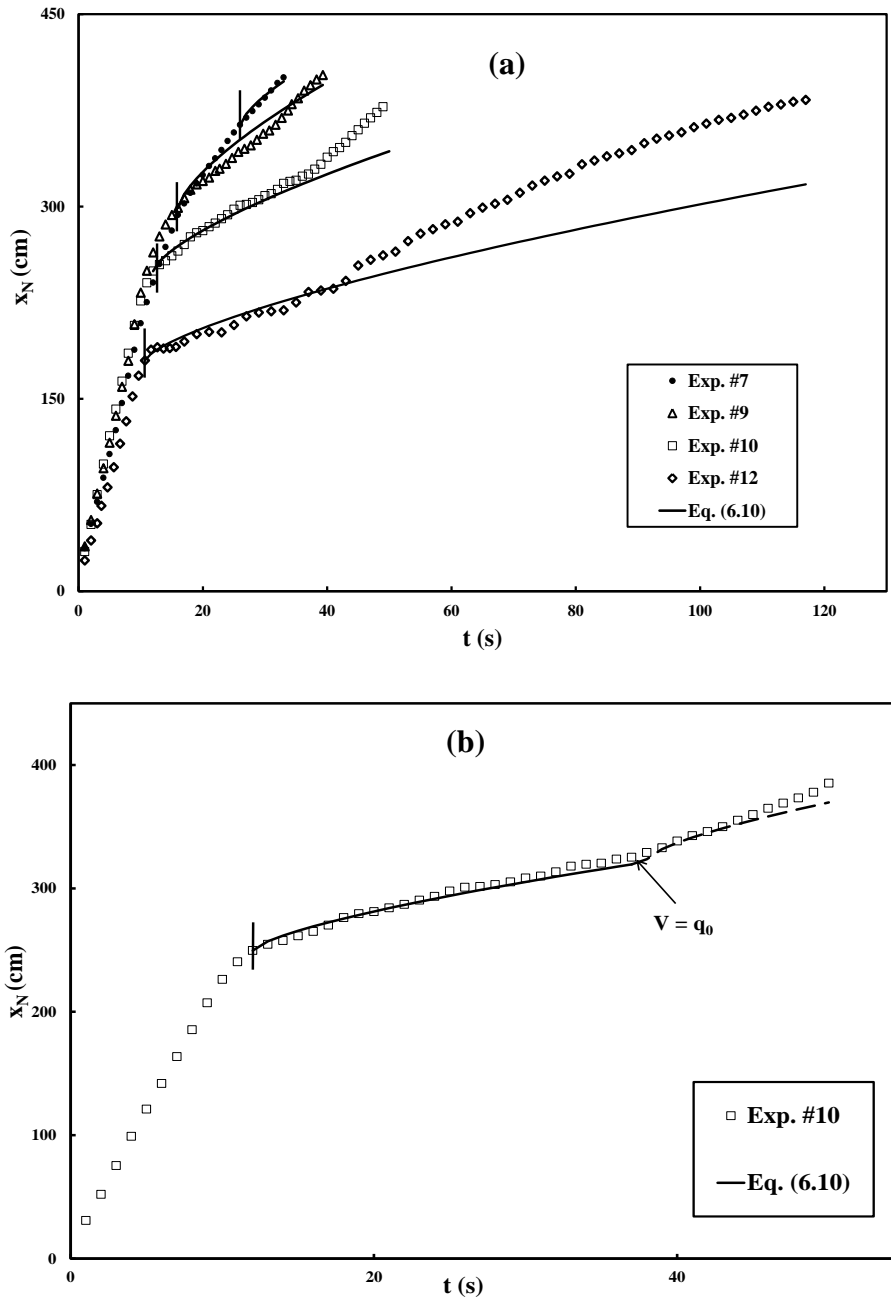 450
(a)
300
x_N (cm)
150
Exp. #7
Exp. #9
Exp. #10
Exp. #12
Eq. (6.10)
0
0 20 40 60 80 100 120
t (s)
(b)
400
300
V = q₀
x_N (cm)
200
100
Exp. #10
Eq. (6.10)
0
0 20 40
t (s)